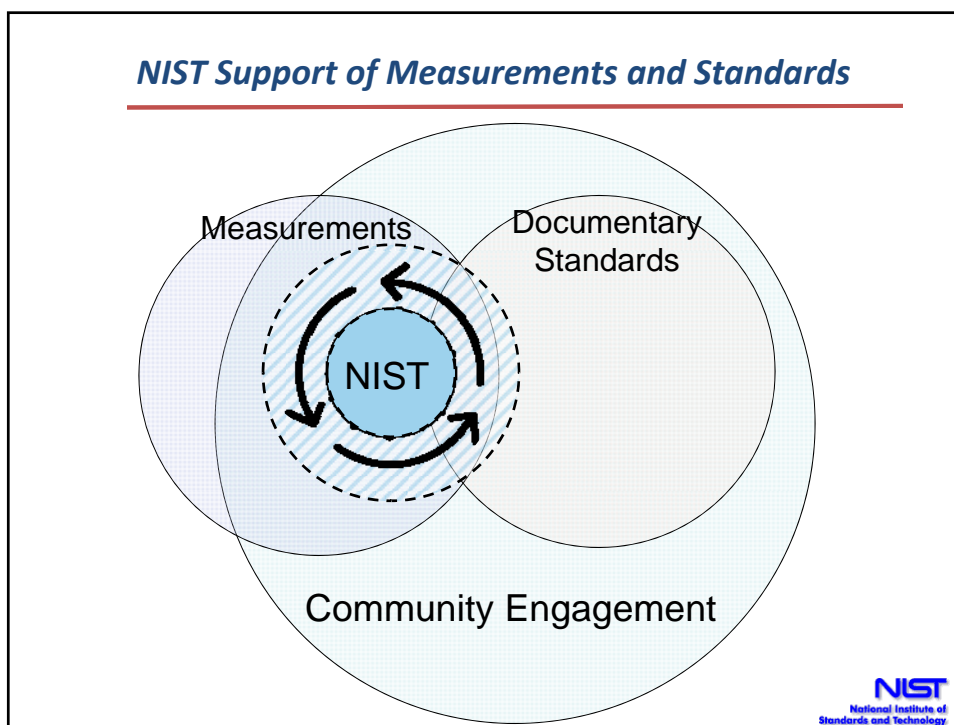 NIST Support of Measurements and Standards
Measurements
Documentary
Standards
NIST
Community Engagement
NIST
National Institute of
Standards and Technology